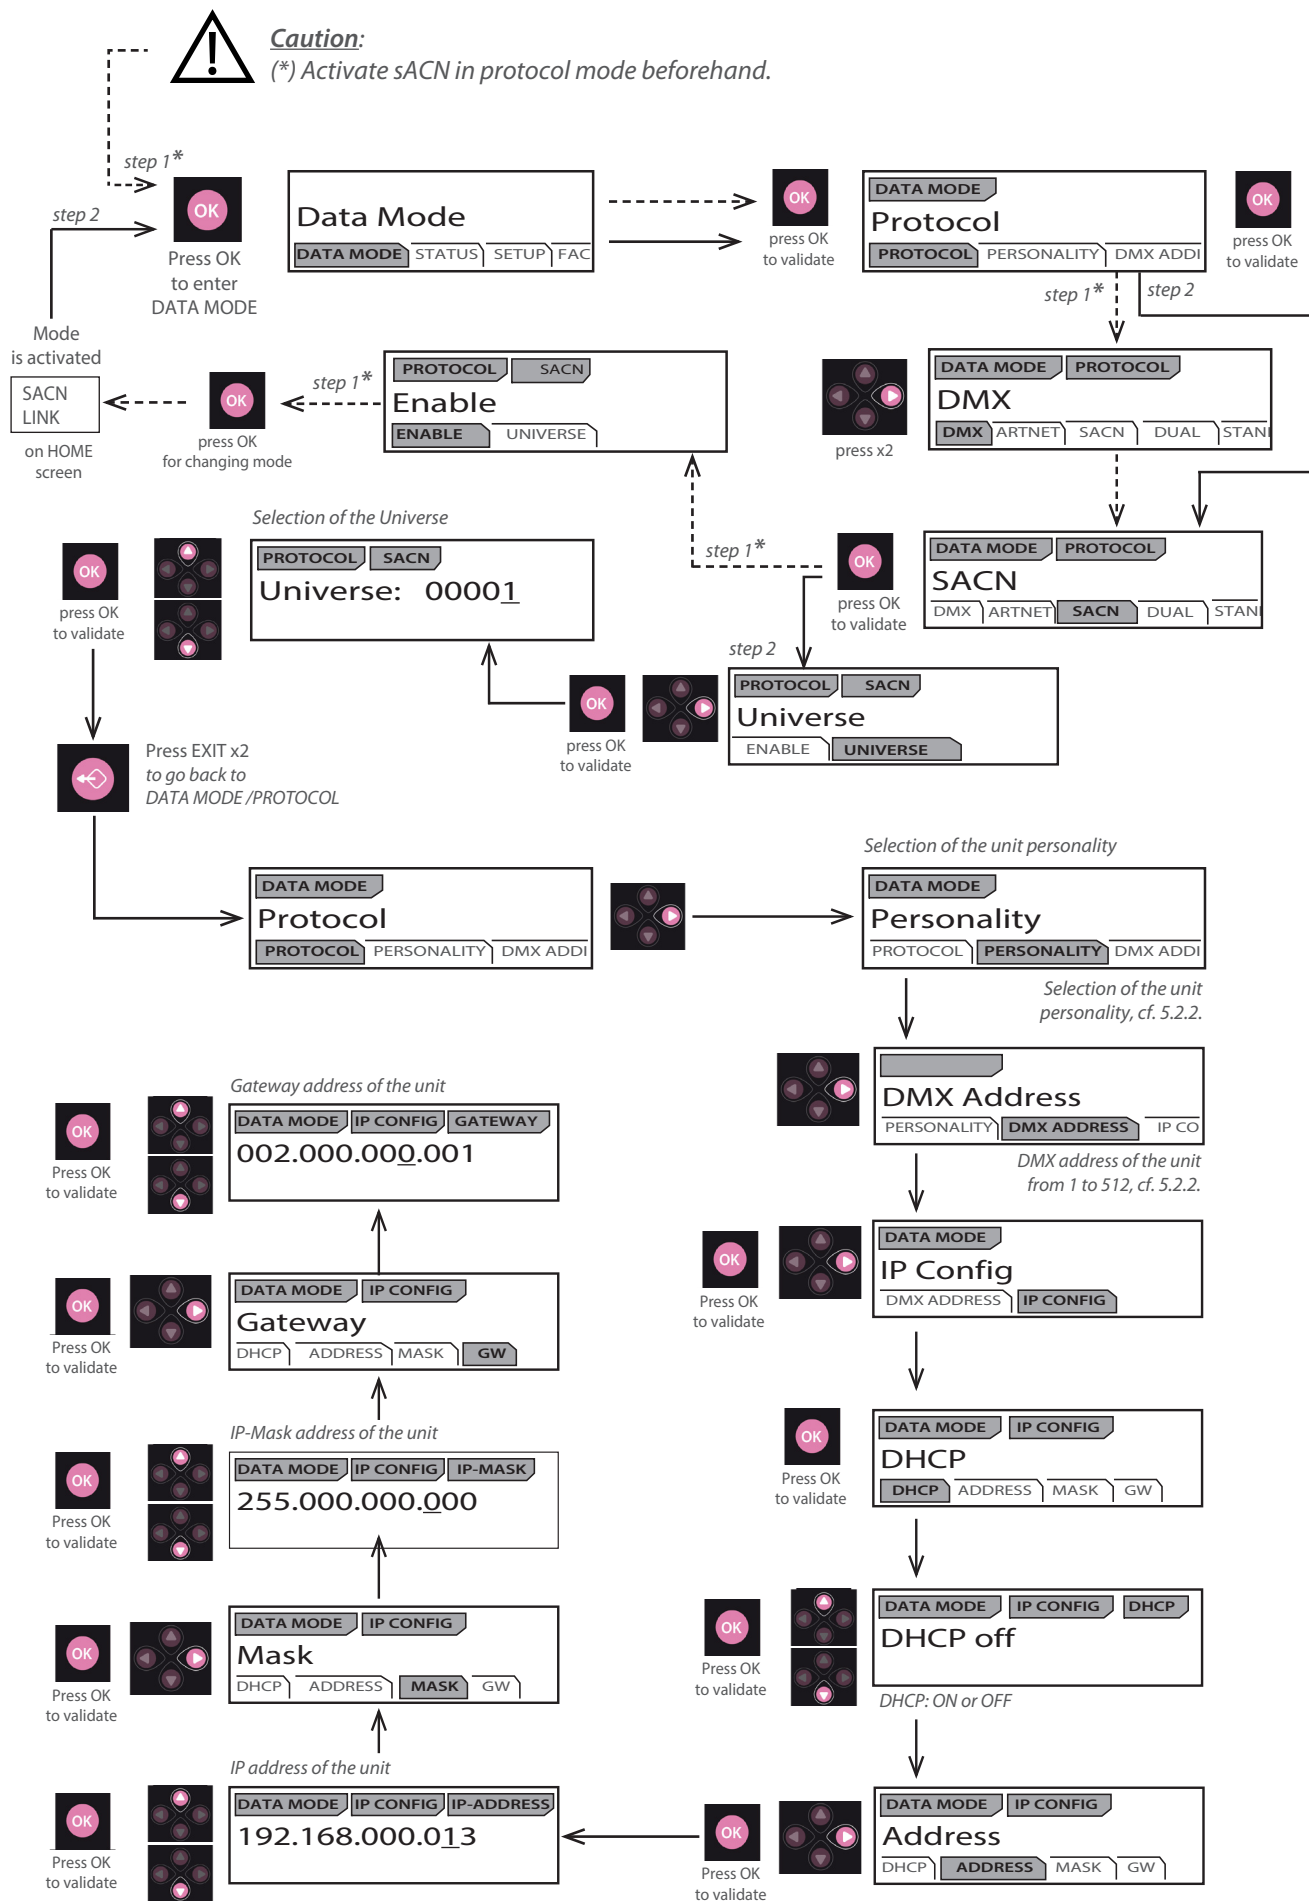 Caution:
(*) Activate sACN in protocol mode beforehand.
step 1*
step 2
OK
Press OK
to enter
DATA MODE
Data Mode
DATA MODE STATUS SETUP FAC
OK
press OK
to validate
DATA MODE
Protocol
PROTOCOL PERSONALITY DMX ADDI
OK
press OK
to validate
step 1*
step 2
Mode
is activated
SACN
LINK
on HOME
screen
OK
press OK
for changing mode
step 1*
PROTOCOL SACN
Enable
ENABLE UNIVERSE
press x2
DATA MODE PROTOCOL
DMX
DMX ARTNET SACN DUAL STANI
Selection of the Universe
OK
press OK
to validate
PROTOCOL SACN
Universe: 00001
step 1*
OK
press OK
to validate
DATA MODE PROTOCOL
SACN
DMX ARTNET SACN DUAL STANI
step 2
OK
press OK
to validate
PROTOCOL SACN
Universe
ENABLE UNIVERSE
Press EXIT x2
to go back to
DATA MODE /PROTOCOL
DATA MODE
Protocol
PROTOCOL PERSONALITY DMX ADDI
Selection of the unit personality
DATA MODE
Personality
PROTOCOL PERSONALITY DMX ADDI
Selection of the unit
personality, cf. 5.2.2.
DMX Address
PERSONALITY DMX ADDRESS IP CO
DMX address of the unit
from 1 to 512, cf. 5.2.2.
OK
Press OK
to validate
DATA MODE
IP Config
DMX ADDRESS IP CONFIG
OK
Press OK
to validate
DATA MODE IP CONFIG
DHCP
DHCP ADDRESS MASK GW
OK
Press OK
to validate
DATA MODE IP CONFIG DHCP
DHCP off
DHCP: ON or OFF
OK
Press OK
to validate
DATA MODE IP CONFIG
Address
DHCP ADDRESS MASK GW
Gateway address of the unit
OK
Press OK
to validate
DATA MODE IP CONFIG GATEWAY
002.000.000.001
OK
Press OK
to validate
DATA MODE IP CONFIG
Gateway
DHCP ADDRESS MASK GW
IP-Mask address of the unit
OK
Press OK
to validate
DATA MODE IP CONFIG IP-MASK
255.000.000.000
OK
Press OK
to validate
DATA MODE IP CONFIG
Mask
DHCP ADDRESS MASK GW
IP address of the unit
OK
Press OK
to validate
DATA MODE IP CONFIG IP-ADDRESS
192.168.000.013